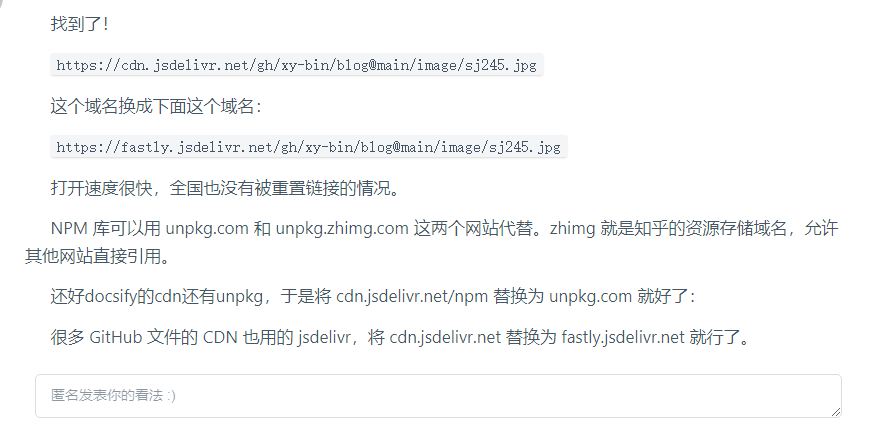 找到了！
https://cdn.jsdelivr.net/gh/xy-bin/blog@main/image/sj245.jpg
这个域名换成下面这个域名：
https://fastly.jsdelivr.net/gh/xy-bin/blog@main/image/sj245.jpg
打开速度很快，全国也没有被重置链接的情况。
NPM 库可以用 unpkg.com 和 unpkg.zhimg.com 这两个网站代替。zhimg 就是知乎的资源存储域名，允许
其他网站直接引用。
还好docsify的cdn还有unpkg，于是将 cdn.jsdelivr.net/npm 替换为 unpkg.com 就好了：
很多 GitHub 文件的 CDN 也用的 jsdelivr，将 cdn.jsdelivr.net 替换为 fastly.jsdelivr.net 就行了。
匿名发表你的看法 :)